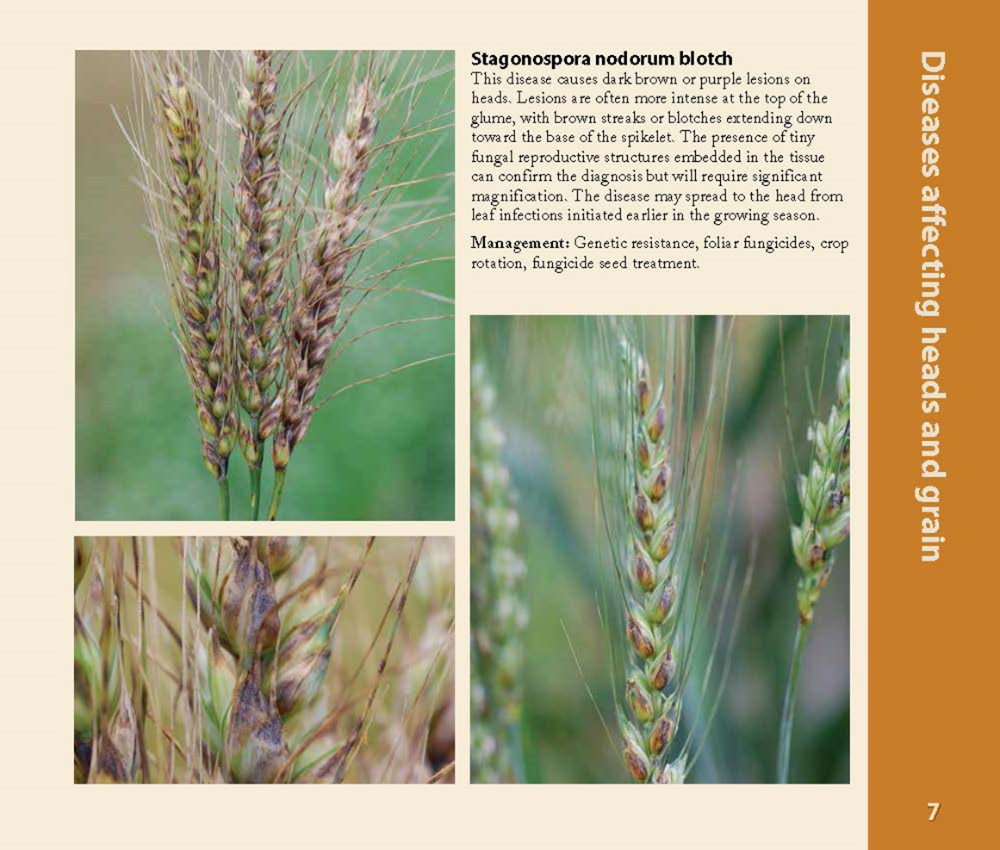 Stagonospora nodorum blotch
This disease causes dark brown or purple lesions on
heads. Lesions are often more intense at the top of the
glume, with brown streaks or blotches extending down
toward the base of the spikelet. The presence of tiny
fungal reproductive structures embedded in the tissue
can confirm the diagnosis but will require significant
magnification. The disease may spread to the head from
leaf infections initiated earlier in the growing season.
Management: Genetic resistance, foliar fungicides, crop
rotation, fungicide seed treatment.
Diseases affecting heads and grain
7